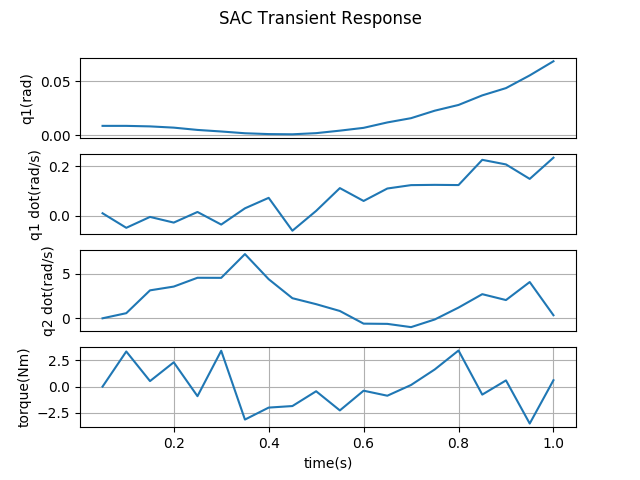 SAC Transient Response
q1(rad)
0.05
0.00
q1 dot(rad/s)
0.2
0.0
q2 dot(rad/s)
5
0
torque(Nm)
2.5
0.0
−2.5
0.2 0.4 0.6 0.8 1.0
time(s)